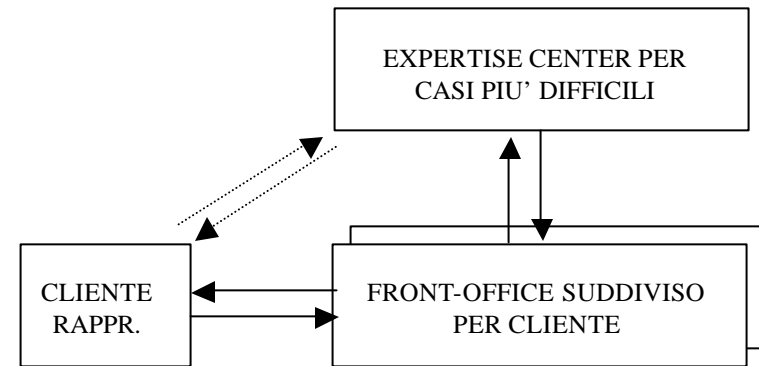 EXPERTISE CENTER PER
CASI PIU’ DIFFICILI
CLIENTE
RAPPR.
FRONT-OFFICE SUDDIVISO
PER CLIENTE